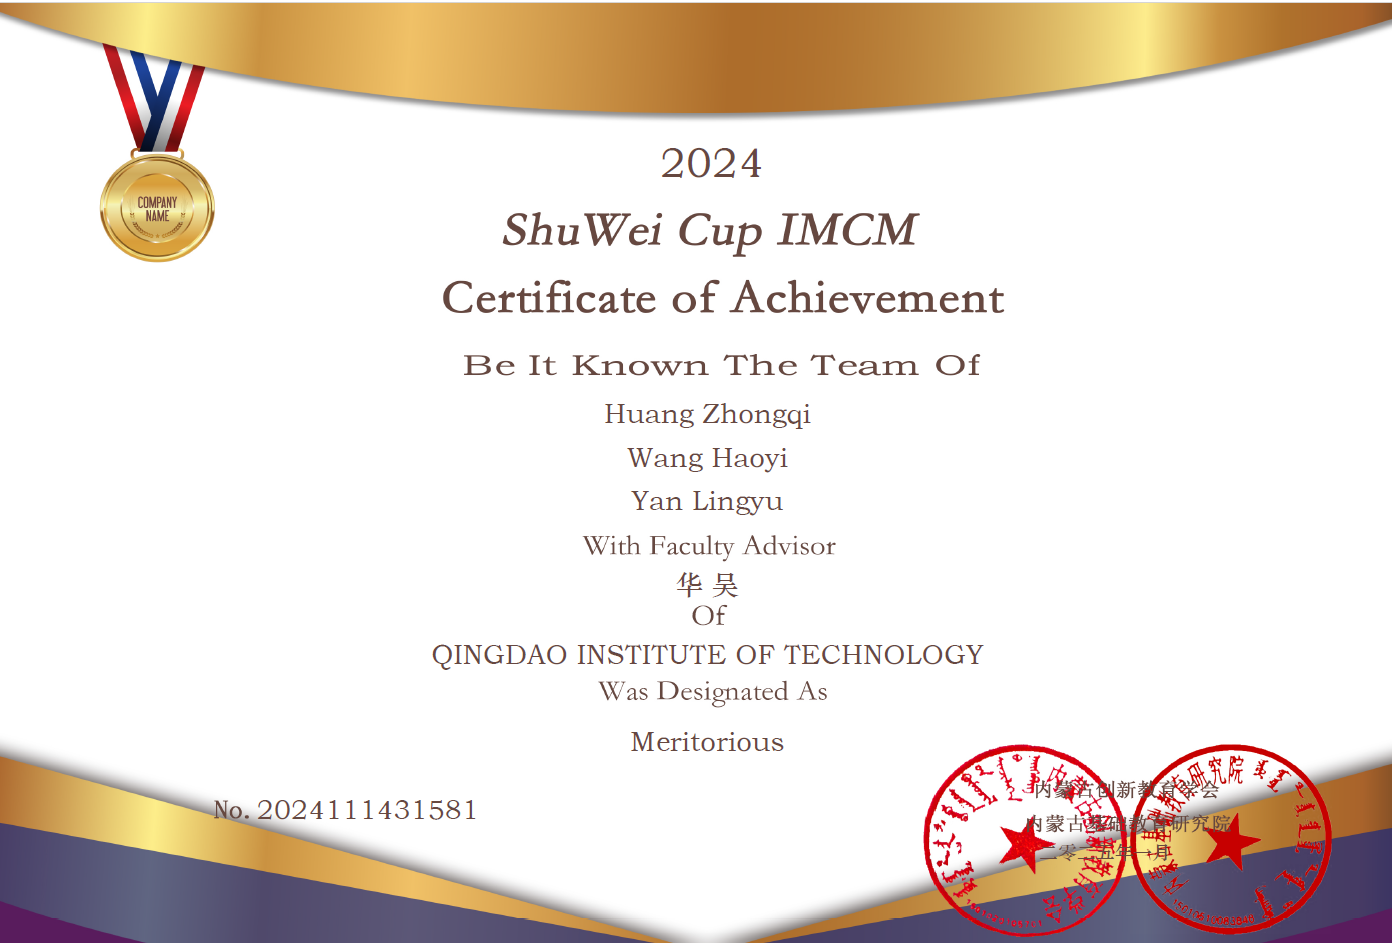 COMPANY
NAME
2024
ShuWei Cup IMCM
Certificate of Achievement
Be It Known The Team Of
Huang Zhongqi
Wang Haoyi
Yan Lingyu
With Faculty Advisor
华 吴
Of
QINGDAO INSTITUTE OF TECHNOLOGY
Was Designated As
Meritorious
No. 2024111431581
内蒙古创新教育学会
内蒙古基础教育研究院
二零二五年一月